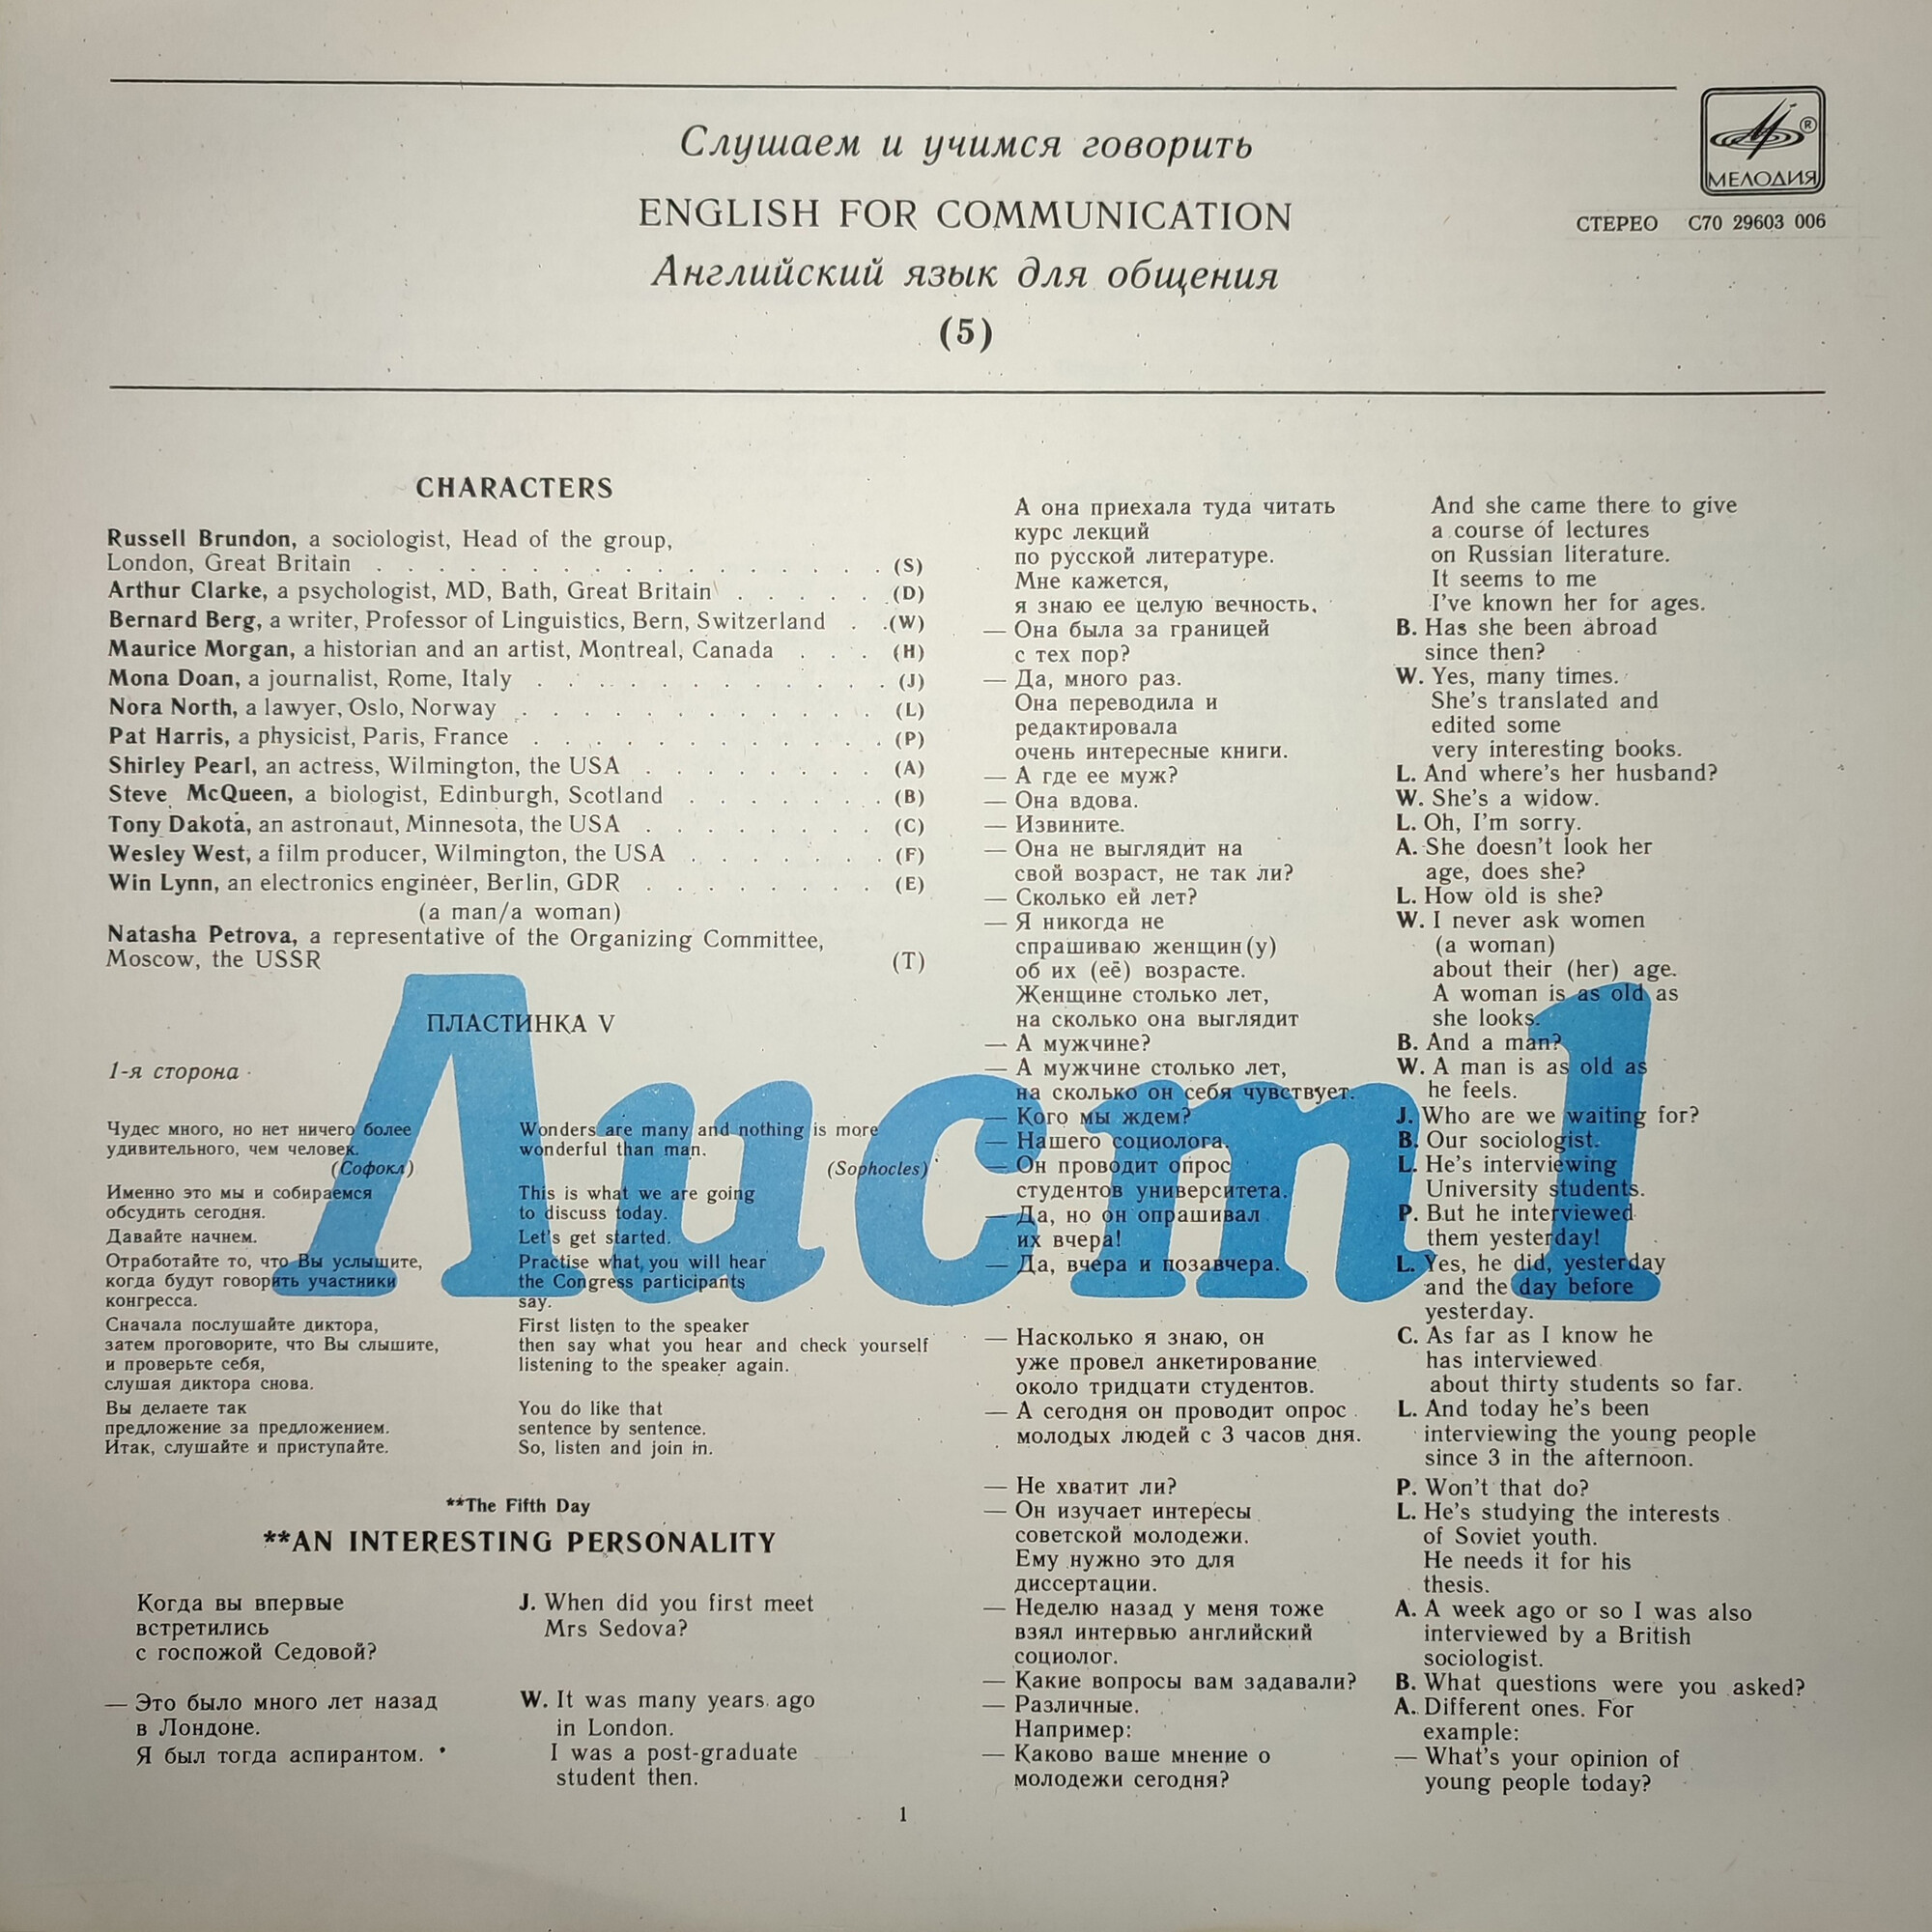 Слушаем и учимся говорить
ENGLISH FOR COMMUNICATION
Английский язык для общения
(5)
МЕЛОДИЯ
®
СТЕРЕО С70 29603 006
CHARACTERS
Russell Brundon, a sociologist, Head of the group,
London, Great Britain . . . . . . . . . . . . . . . . (S)
Arthur Clarke, a psychologist, MD, Bath, Great Britain . . . . . (D)
Bernard Berg, a writer, Professor of Linguistics, Bern, Switzerland . . (W)
Maurice Morgan, a historian and an artist, Montreal, Canada . . . (H)
Mona Doan, a journalist, Rome, Italy . . . . . . . . . . . (J)
Nora North, a lawyer, Oslo, Norway . . . . . . . . . . . (L)
Pat Harris, a physicist, Paris, France . . . . . . . . . . . (P)
Shirley Pearl, an actress, Wilmington, the USA . . . . . . . . (A)
Steve McQueen, a biologist, Edinburgh, Scotland . . . . . . . (B)
Tony Dakota, an astronaut, Minnesota, the USA . . . . . . . . (C)
Wesley West, a film producer, Wilmington, the USA . . . . . . . (F)
Win Lynn, an electronics engineer, Berlin, GDR . . . . . . . . (E)
(a man/a woman)
Natasha Petrova, a representative of the Organizing Committee,
Moscow, the USSR (T)
Лист 1
ПЛАСТИНКА V
1-я сторона
Чудес много, но нет ничего более
удивительного, чем человек.
(Софокл)
Именно это мы и собираемся
обсудить сегодня.
Давайте начнем.
Отработайте то, что Вы услышите,
когда будут говорить участники
конгресса.
Сначала послушайте диктора,
затем проговорите, что Вы слышите,
и проверьте себя,
слушая диктора снова.
Вы делаете так
предложение за предложением.
Итак, слушайте и приступайте.
Wonders are many and nothing is more
wonderful than man.
(Sophocles)
This is what we are going
to discuss today.
Let's get started.
Practise what you will hear
the Congress participants
say.
First listen to the speaker
then say what you hear and check yourself
listening to the speaker again.
You do like that
sentence by sentence.
So, listen and join in.
**The Fifth Day
**AN INTERESTING PERSONALITY
Когда вы впервые
встретились
с госпожой Седовой?
— Это было много лет назад
в Лондоне.
Я был тогда аспирантом.
J. When did you first meet
Mrs Sedova?
W. It was many years ago
in London.
I was a post-graduate
student then.
А она приехала туда читать
курс лекций
по русской литературе.
Мне кажется,
я знаю ее целую вечность.
— Она была за границей
с тех пор?
— Да, много раз.
Она переводила и
редактировала
очень интересные книги.
— А где ее муж?
— Она вдова.
— Извините.
— Она не выглядит на
свой возраст, не так ли?
— Сколько ей лет?
— Я никогда не
спрашиваю женщин(у)
об их (её) возрасте.
Женщине столько лет,
на сколько она выглядит
— А мужчине?
— А мужчине столько лет,
на сколько он себя чувствует.
— Кого мы ждем?
— Нашего социолога.
— Он проводит опрос
студентов университета.
— Да, но он опрашивал
их вчера!
— Да, вчера и позавчера.
— Насколько я знаю, он
уже провел анкетирование
около тридцати студентов.
— А сегодня он проводит опрос
молодых людей с 3 часов дня.
— Не хватит ли?
— Он изучает интересы
советской молодежи.
Ему нужно это для
диссертации.
— Неделю назад у меня тоже
взял интервью английский
социолог.
— Какие вопросы вам задавали?
— Различные.
Например:
— Каково ваше мнение о
молодежи сегодня?
And she came there to give
a course of lectures
on Russian literature.
It seems to me
I've known her for ages.
B. Has she been abroad
since then?
W. Yes, many times.
She's translated and
edited some
very interesting books.
L. And where's her husband?
W. She's a widow.
L. Oh, I'm sorry.
A. She doesn't look her
age, does she?
L. How old is she?
W. I never ask women
(a woman)
about their (her) age.
A woman is as old as
she looks.
B. And a man?
W. A man is as old as
he feels.
J. Who are we waiting for?
B. Our sociologist.
L. He's interviewing
University students.
P. But he interviewed
them yesterday!
L. Yes, he did, yesterday
and the day before
yesterday.
C. As far as I know he
has interviewed
about thirty students so far.
L. And today he's been
interviewing the young people
since 3 in the afternoon.
P. Won't that do?
L. He's studying the interests
of Soviet youth.
He needs it for his
thesis.
A. A week ago or so I was also
interviewed by a British
sociologist.
B. What questions were you asked?
A. Different ones. For
example:
— What's your opinion of
young people today?
1